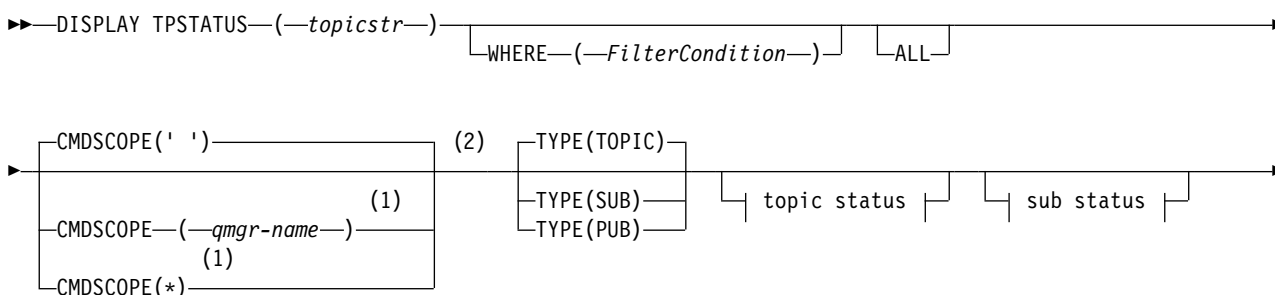 DISPLAY TPSTATUS ( topicstr )
WHERE ( FilterCondition )
ALL
CMDSCOPE(' ')
(2)
TYPE(TOPIC)
(1)
CMDSCOPE ( qmgr-name )
(1)
CMDSCOPE(*)
TYPE(SUB)
TYPE(PUB)
topic status
sub status